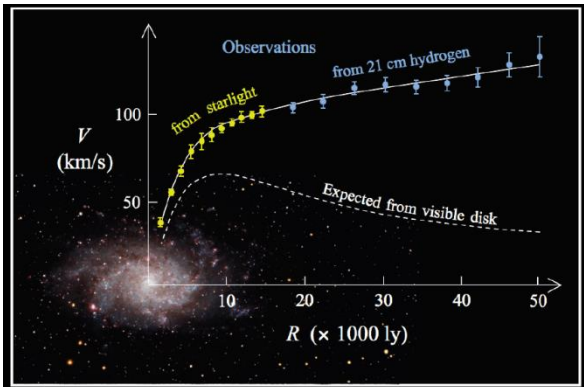 Observations
from 21 cm hydrogen
from starlight
100
V
(km/s)
Expected from visible disk
50
10
20
30
40
50
R (× 1000 ly)